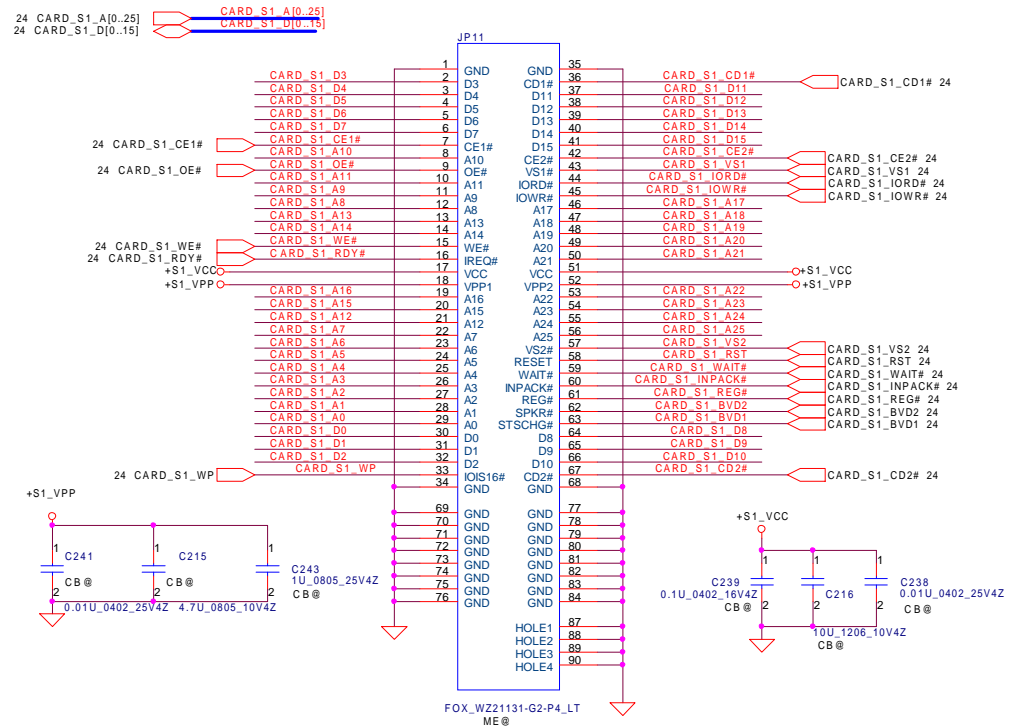 24 CARD_S1_A[0..25] CARD_S1_A[0..25]
24 CARD_S1_D[0..15] CARD_S1_D[0..15]
JP11
1 GND GND 35
CARD_S1_D3 2 D3 CD1# 36 CARD_S1_CD1# CARD_S1_CD1# 24
CARD_S1_D4 3 D4 D11 37 CARD_S1_D11
CARD_S1_D5 4 D5 D12 38 CARD_S1_D12
CARD_S1_D6 5 D6 D13 39 CARD_S1_D13
CARD_S1_D7 6 D7 D14 40 CARD_S1_D14
24 CARD_S1_CE1# CARD_S1_CE1# 7 CE1# D15 41 CARD_S1_D15
CARD_S1_A10 8 A10 CE2# 42 CARD_S1_CE2# CARD_S1_CE2# 24
24 CARD_S1_OE# CARD_S1_OE# 9 OE# VS1# 43 CARD_S1_VS1 CARD_S1_VS1 24
CARD_S1_A11 10 A11 IORD# 44 CARD_S1_IORD# CARD_S1_IORD# 24
CARD_S1_A9 11 A9 IOWR# 45 CARD_S1_IOWR# CARD_S1_IOWR# 24
CARD_S1_A8 12 A8 A17 46 CARD_S1_A17
CARD_S1_A13 13 A13 A18 47 CARD_S1_A18
CARD_S1_A14 14 A14 A19 48 CARD_S1_A19
24 CARD_S1_WE# CARD_S1_WE# 15 WE# A20 49 CARD_S1_A20
24 CARD_S1_RDY# CARD_S1_RDY# 16 IREQ# A21 50 CARD_S1_A21
+S1_VCC 17 VCC VCC 51 +S1_VCC
+S1_VPP 18 VPP1 VPP2 52 +S1_VPP
CARD_S1_A16 19 A16 A22 53 CARD_S1_A22
CARD_S1_A15 20 A15 A23 54 CARD_S1_A23
CARD_S1_A12 21 A12 A24 55 CARD_S1_A24
CARD_S1_A7 22 A7 A25 56 CARD_S1_A25
CARD_S1_A6 23 A6 VS2# 57 CARD_S1_VS2 CARD_S1_VS2 24
CARD_S1_A5 24 A5 RESET 58 CARD_S1_RST CARD_S1_RST 24
CARD_S1_A4 25 A4 WAIT# 59 CARD_S1_WAIT# CARD_S1_WAIT# 24
CARD_S1_A3 26 A3 INPACK# 60 CARD_S1_INPACK# CARD_S1_INPACK# 24
CARD_S1_A2 27 A2 REG# 61 CARD_S1_REG# CARD_S1_REG# 24
CARD_S1_A1 28 A1 SPKR# 62 CARD_S1_BVD2 CARD_S1_BVD2 24
CARD_S1_A0 29 A0 STSCHG# 63 CARD_S1_BVD1 CARD_S1_BVD1 24
CARD_S1_D0 30 D0 D8 64 CARD_S1_D8
CARD_S1_D1 31 D1 D9 65 CARD_S1_D9
CARD_S1_D2 32 D2 D10 66 CARD_S1_D10
24 CARD_S1_WP CARD_S1_WP 33 IOIS16# CD2# 67 CARD_S1_CD2# CARD_S1_CD2# 24
34 GND GND 68
69 GND GND 77
70 GND GND 78
71 GND GND 79
72 GND GND 80
73 GND GND 81
74 GND GND 82
75 GND GND 83
76 GND GND 84
HOLE1 87
HOLE2 88
HOLE3 89
HOLE4 90
FOX_WZ21131-G2-P4_LT
ME@
+S1_VPP
1 1 1
C241 C215 C243
1U_0805_25V4Z
CB@ CB@ CB@
2 2 2
0.01U_0402_25V4Z 4.7U_0805_10V4Z
+S1_VCC
1 1 1
C239 C216 C238
0.1U_0402_16V4Z 0.01U_0402_25V4Z
CB@ CB@
2 2 2
10U_1206_10V4Z
CB@